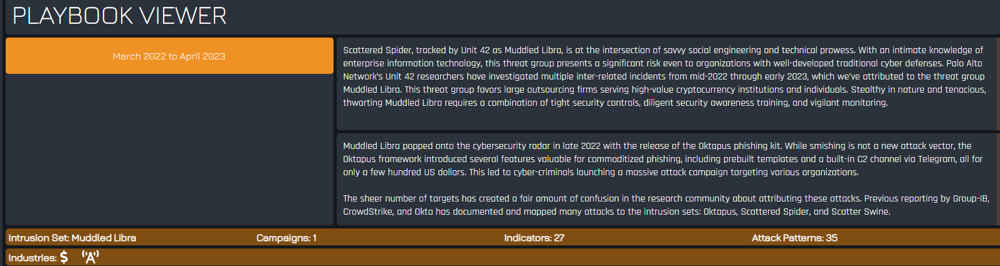 PLAYBOOK VIEWER
March 2022 to April 2023
Scattered Spider, tracked by Unit 42 as Muddled Libra, is at the intersection of savvy social engineering and technical prowess. With an intimate knowledge of
enterprise information technology, this threat group presents a significant risk even to organizations with well-developed traditional cyber defenses. Palo Alto
Network's Unit 42 researchers have investigated multiple inter-related incidents from mid-2022 through early 2023, which we've attributed to the threat group
Muddled Libra. This threat group favors large outsourcing firms serving high-value cryptocurrency institutions and individuals. Stealthy in nature and tenacious,
thwarting Muddled Libra requires a combination of tight security controls, diligent security awareness training, and vigilant monitoring.
Muddled Libra popped onto the cybersecurity radar in late 2022 with the release of the 0ktapus phishing kit. While smishing is not a new attack vector, the
0ktapus framework introduced several features valuable for commoditized phishing, including prebuilt templates and a built-in C2 channel via Telegram, all for
only a few hundred US dollars. This led to cyber-criminals launching a massive attack campaign targeting various organizations.
The sheer number of targets has created a fair amount of confusion in the research community about attributing these attacks. Previous reporting by Group-IB,
CrowdStrike, and Okta has documented and mapped many attacks to the intrusion sets: 0ktapus, Scattered Spider, and Scatter Swine.
Intrusion Set: Muddled Libra Campaigns: 1 Indicators: 27 Attack Patterns: 35
Industries: $